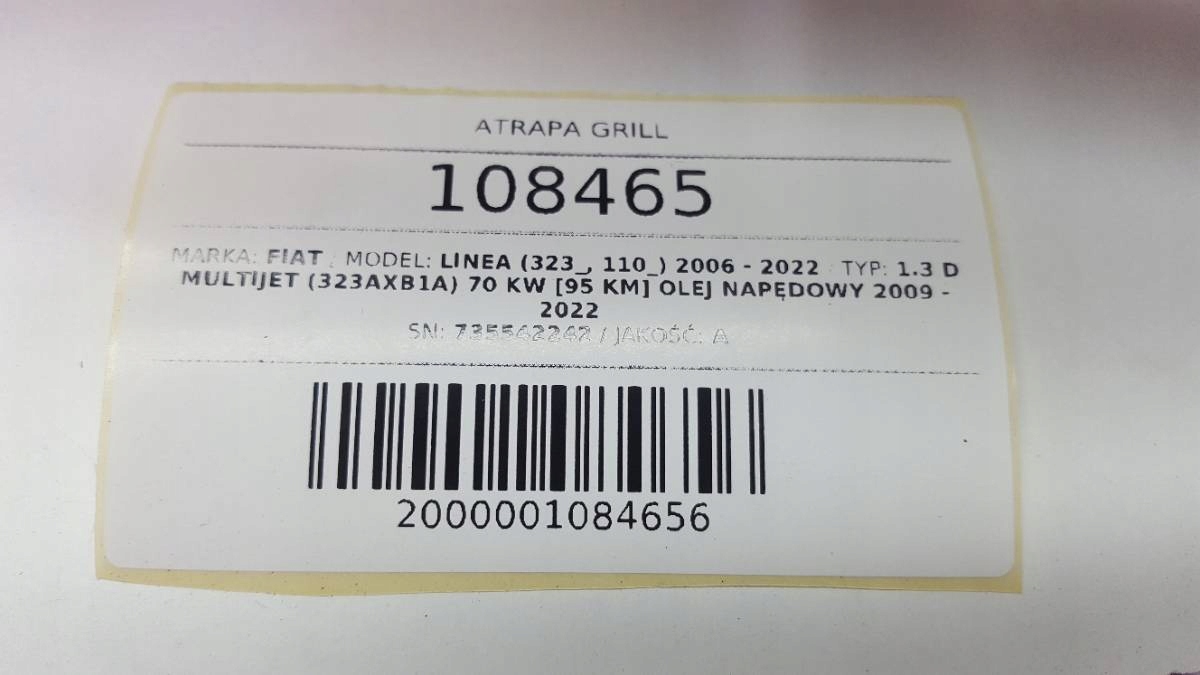 ATRAPA GRILL
108465
MARKA: FIAT , MODEL: LINEA (323_, 110_) 2006 - 2022 , TYP: 1.3 D
MULTIJET (323AXB1A) 70 KW [95 KM] OLEJ NAPĘDOWY 2009 -
2022
SN: 735542242 / JAKOŚĆ: A
2000001084656